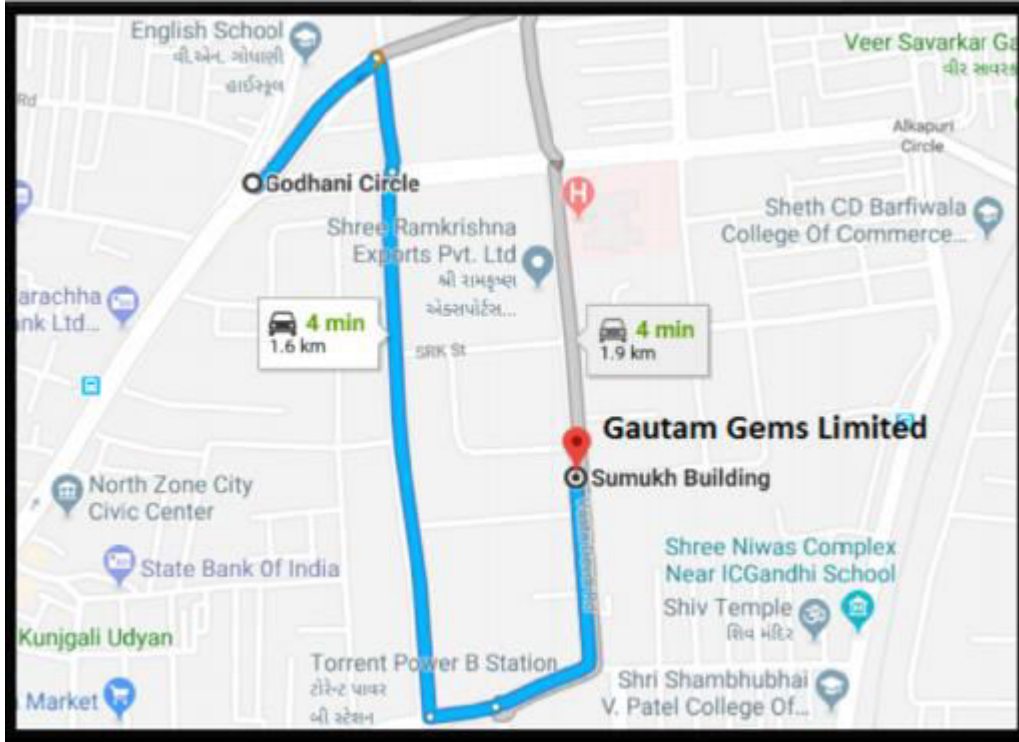 English School
વી.એન. ગોધાણી
હાઈસ્કૂલ
Veer Savarkar Ga
વીર સાવરક
Rd
Alkapuri
Circle
Godhani Circle
Sheth CD Barfiwala
College Of Commerce...
Shree Ramkrishna
Exports Pvt. Ltd
શ્રી રામકૃષ્ણ
એક્સપોર્ટસ...
arachha
ank Ltd...
4 min
1.6 km
4 min
1.9 km
SRK St
H
Gautam Gems Limited
Sumukh Building
North Zone City
Civic Center
State Bank Of India
Shree Niwas Complex
Near ICGandhi School
Shiv Temple
શિવ મંદિર
Kunjgali Udyan
Torrent Power B Station
ટોરેન્ટ પાવર
બી સ્ટેશન
Shri Shambhubhai
V. Patel College Of...
Market